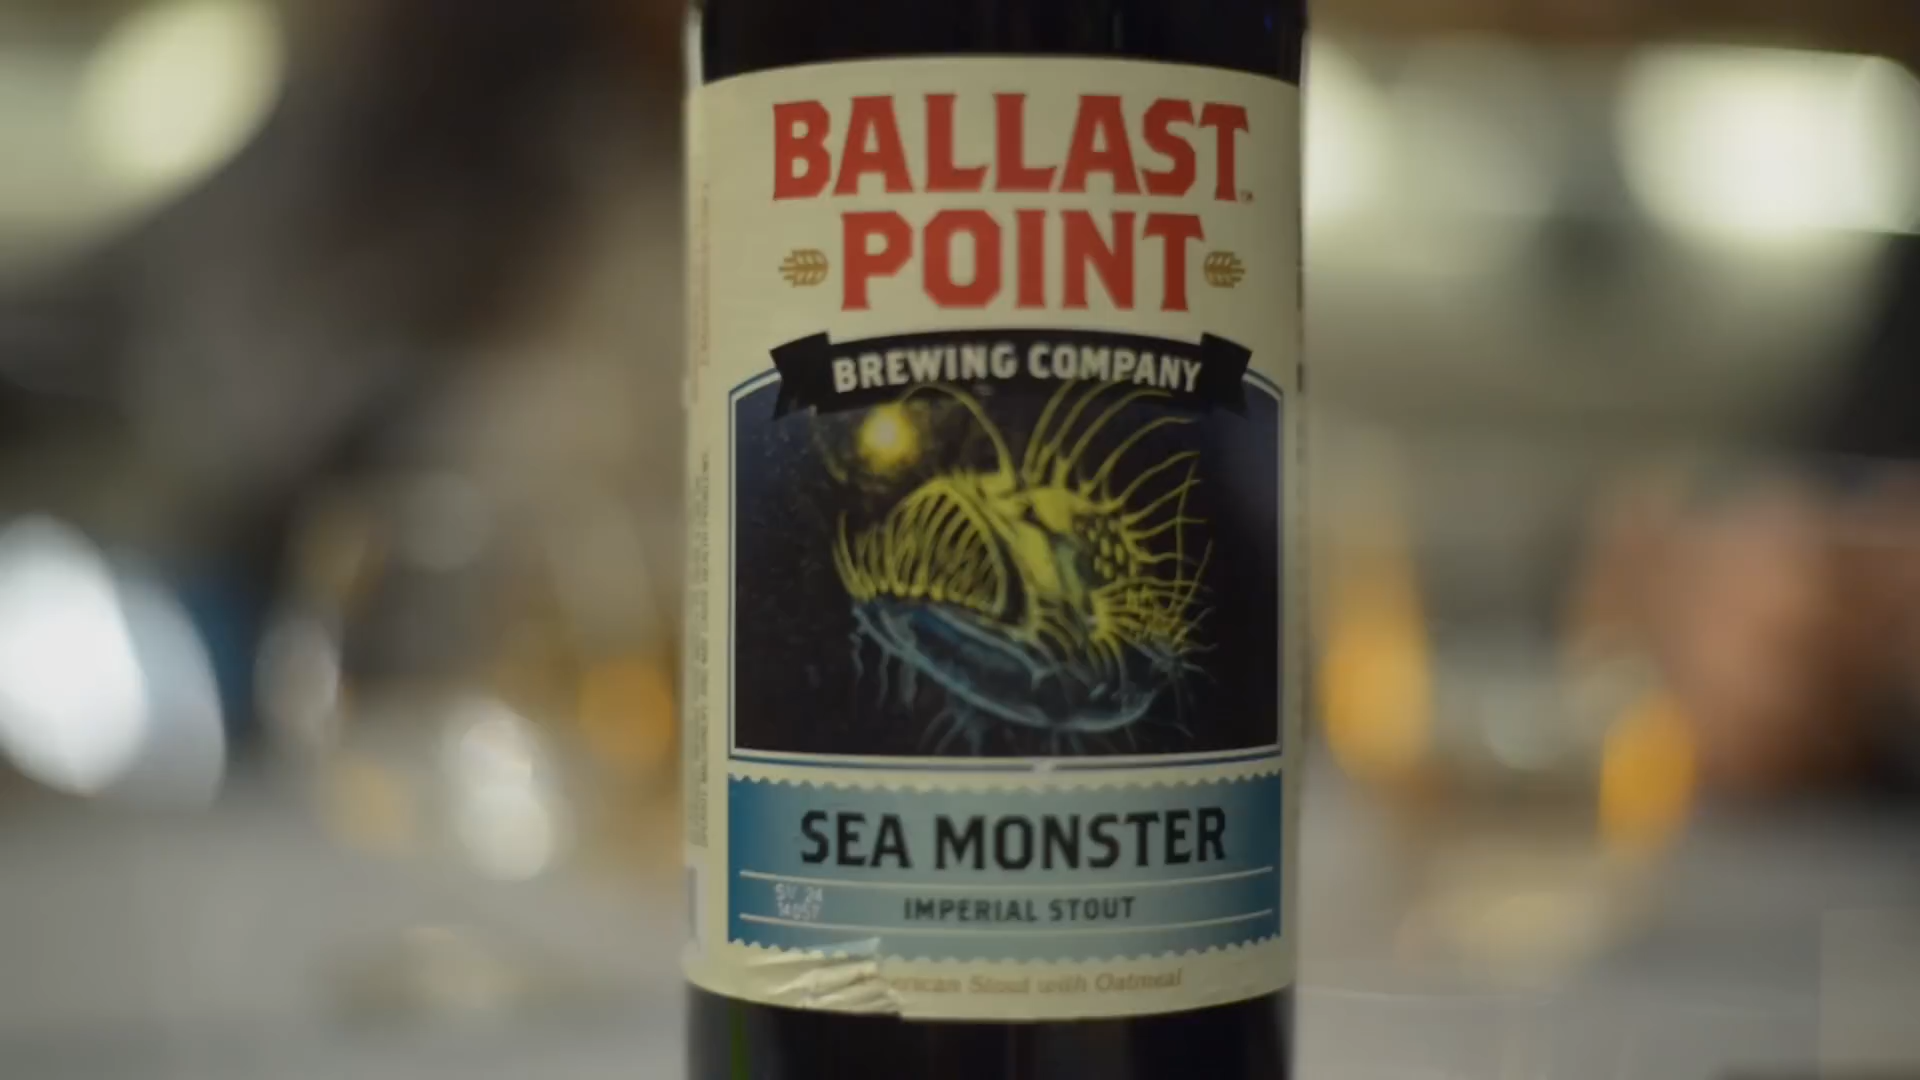 BALLAST
POINT
BREWING COMPANY
SEA MONSTER
IMPERIAL STOUT
Stout with Oatmeal